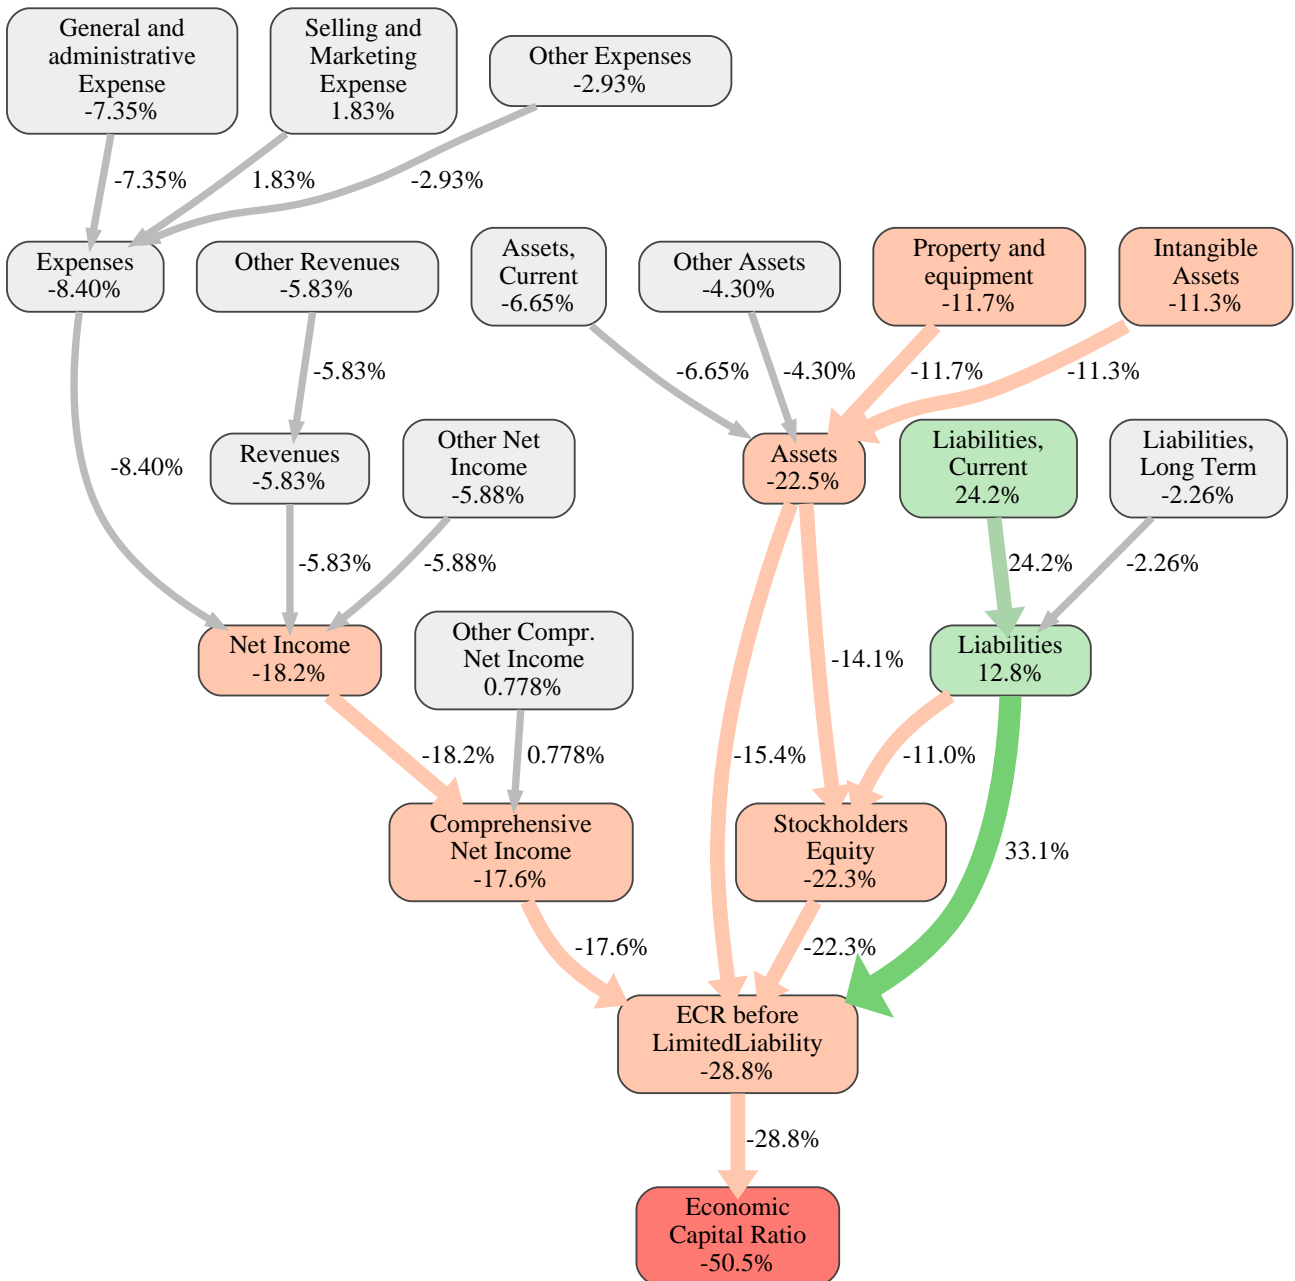 General and
administrative
Expense
-7.35%
Selling and
Marketing
Expense
1.83%
Other Expenses
-2.93%
-7.35%
1.83%
-2.93%
Expenses
-8.40%
Other Revenues
-5.83%
Assets,
Current
-6.65%
Other Assets
-4.30%
Property and
equipment
-11.7%
Intangible
Assets
-11.3%
-5.83%
-6.65%
-4.30%
-11.7%
-11.3%
-8.40%
Revenues
-5.83%
Other Net
Income
-5.88%
Assets
-22.5%
Liabilities,
Current
24.2%
Liabilities,
Long Term
-2.26%
-5.83%
-5.88%
24.2%
-2.26%
Net Income
-18.2%
Other Compr.
Net Income
0.778%
-14.1%
Liabilities
12.8%
-18.2%
0.778%
-15.4%
-11.0%
Comprehensive
Net Income
-17.6%
Stockholders
Equity
-22.3%
33.1%
-17.6%
-22.3%
ECR before
LimitedLiability
-28.8%
-28.8%
Economic
Capital Ratio
-50.5%